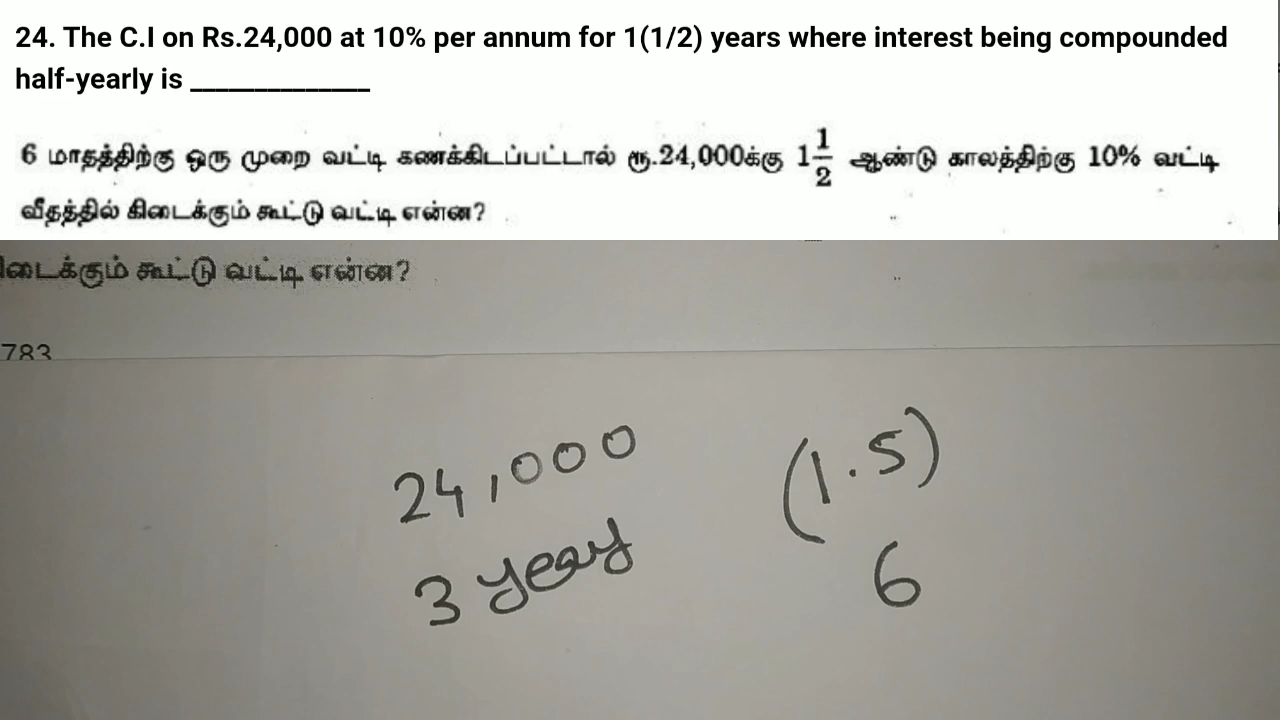 24. The C.I on Rs.24,000 at 10% per annum for 1(1/2) years where interest being compounded
half-yearly is ______________
6 மாதத்திற்கு ஒரு முறை வட்டி கணக்கிடப்பட்டால் ரூ.24,000க்கு 1 1/2 ஆண்டு காலத்திற்கு 10% வட்டி
வீதத்தில் கிடைக்கும் கூட்டு வட்டி என்ன?
டைக்கும் கூட்டு வட்டி என்ன?
783
24,000 (1.5)
3 6